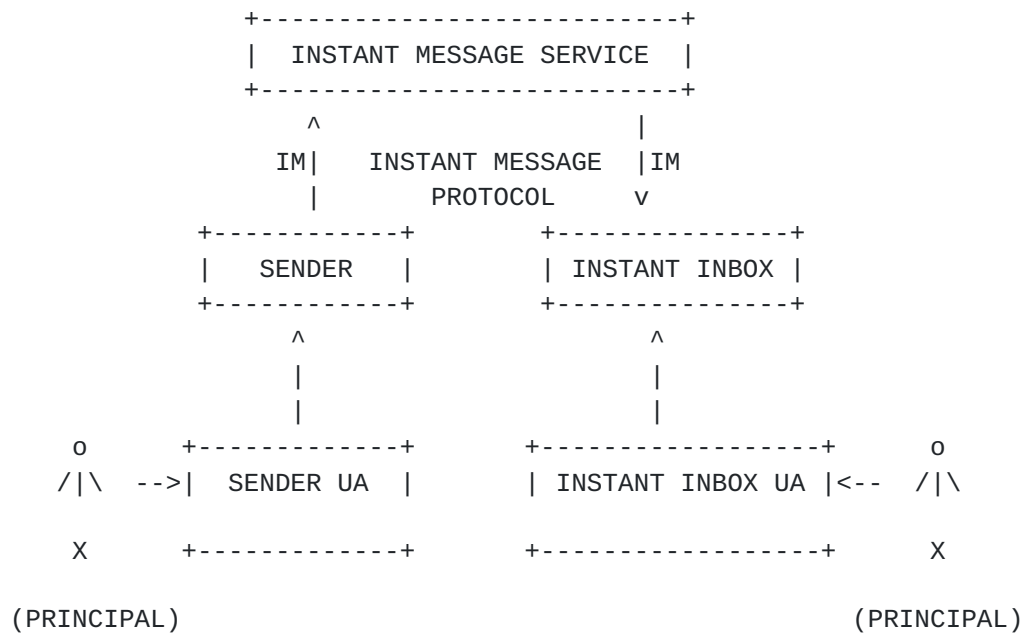 INSTANT MESSAGE SERVICE
IM INSTANT MESSAGE IM
PROTOCOL
SENDER INSTANT INBOX
SENDER UA INSTANT INBOX UA
(PRINCIPAL) (PRINCIPAL)